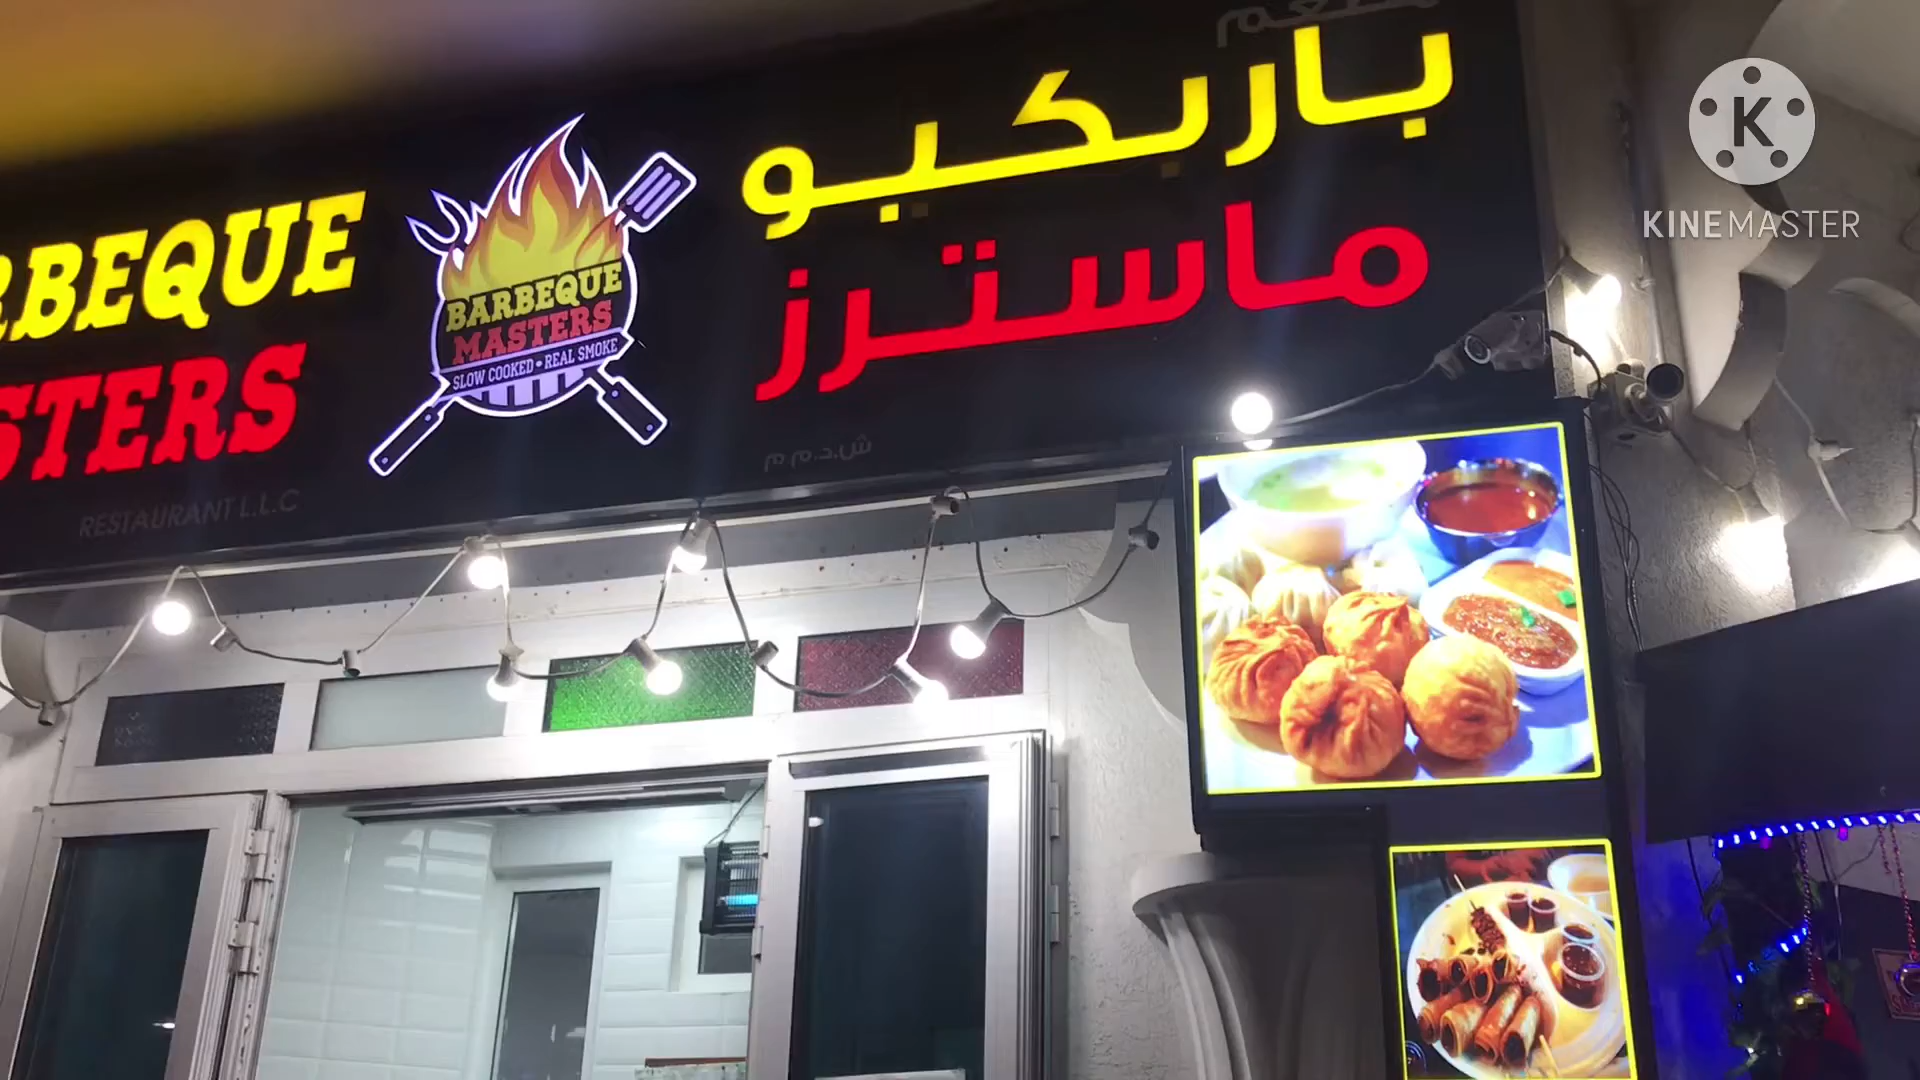 مطعم
باربكيو
ماسترز
ش.ذ.م.م
RBEQUE
STERS
RESTAURANT L.L.C
BARBEQUE
MASTERS
SLOW COOKED • REAL SMOKE
K
KINEMASTER